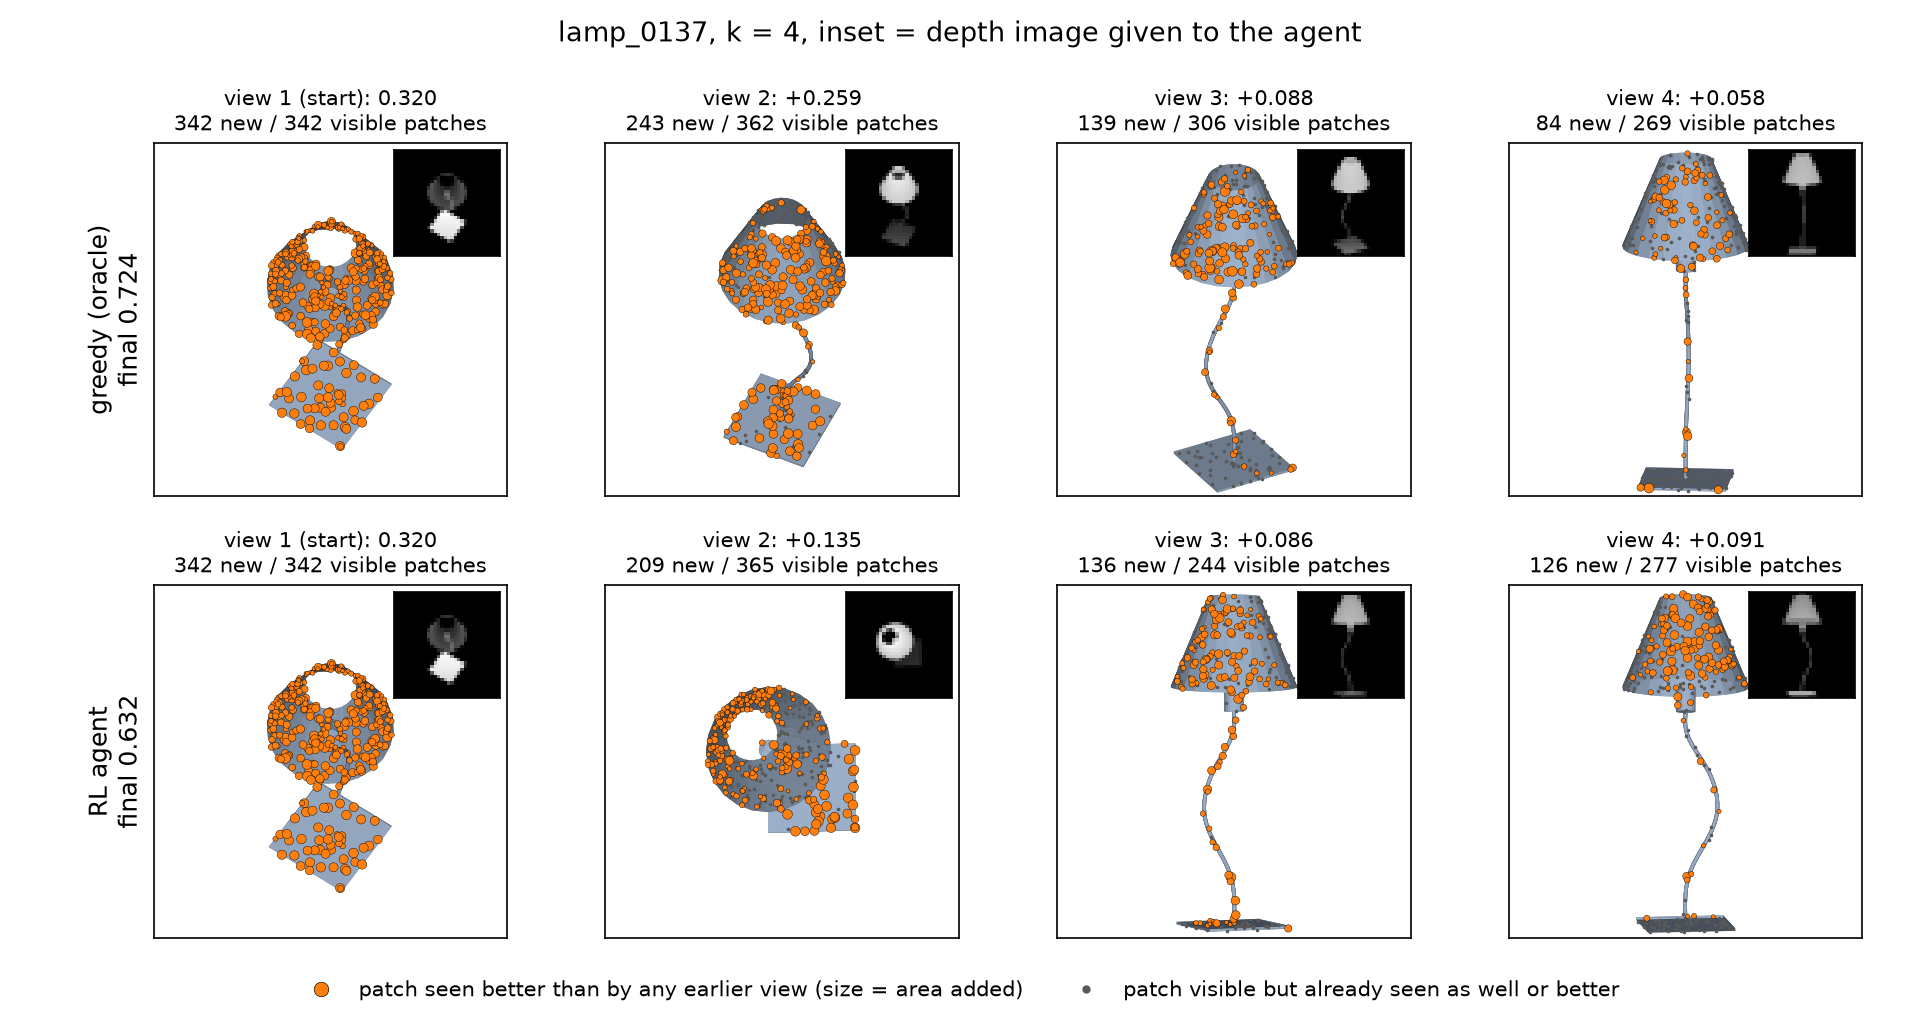 lamp_0137, k = 4, inset = depth image given to the agent
greedy (oracle)
final 0.724
view 1 (start): 0.320
342 new / 342 visible patches
view 2: +0.259
243 new / 362 visible patches
view 3: +0.088
139 new / 306 visible patches
view 4: +0.058
84 new / 269 visible patches
RL agent
final 0.632
view 1 (start): 0.320
342 new / 342 visible patches
view 2: +0.135
209 new / 365 visible patches
view 3: +0.086
136 new / 244 visible patches
view 4: +0.091
126 new / 277 visible patches
patch seen better than by any earlier view (size = area added)
patch visible but already seen as well or better